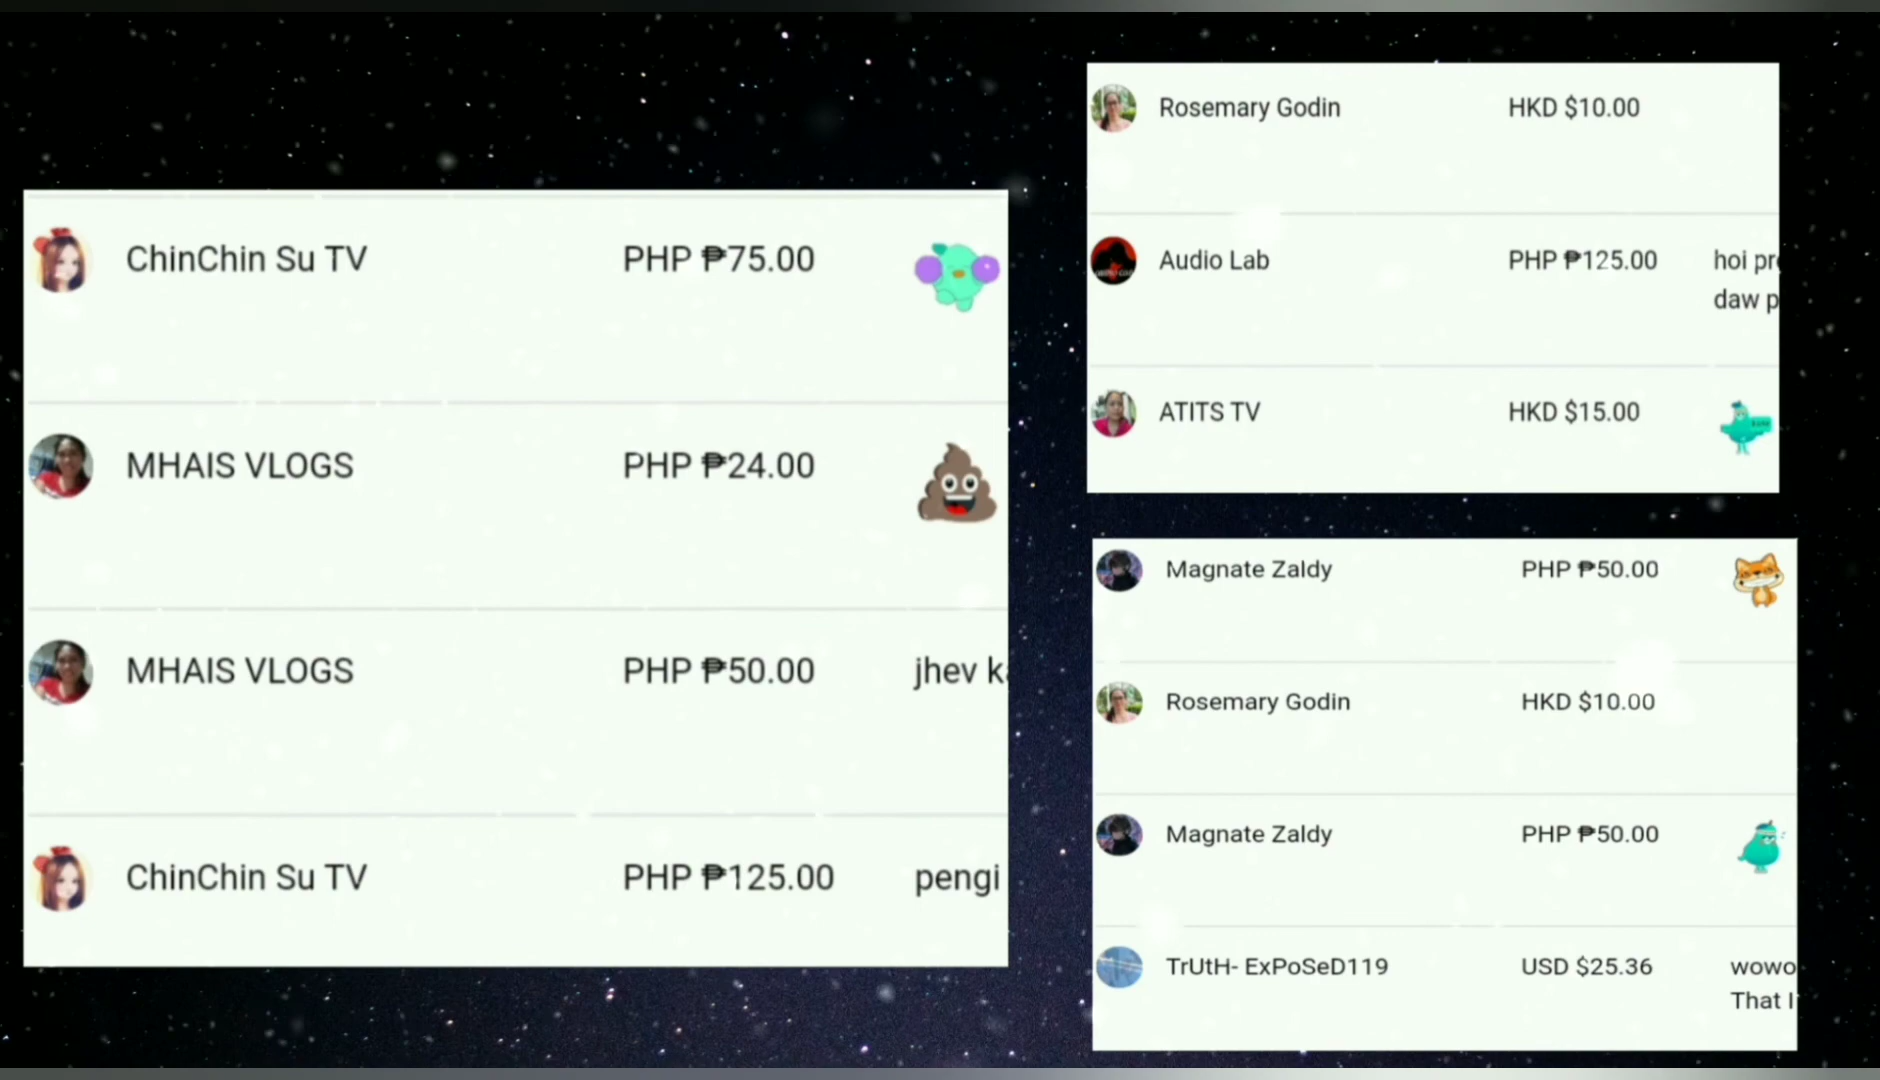 ChinChin Su TV PHP ₱75.00
MHAIS VLOGS PHP ₱24.00
MHAIS VLOGS PHP ₱50.00 jhev
ChinChin Su TV PHP ₱125.00 pengi
Rosemary Godin HKD $10.00
Audio Lab PHP ₱125.00 hoi
daw
ATITS TV HKD $15.00
Magnate Zaldy PHP ₱50.00
Rosemary Godin HKD $10.00
Magnate Zaldy PHP ₱50.00
TrUtH- ExPoSeD119 USD $25.36 wowo
That I